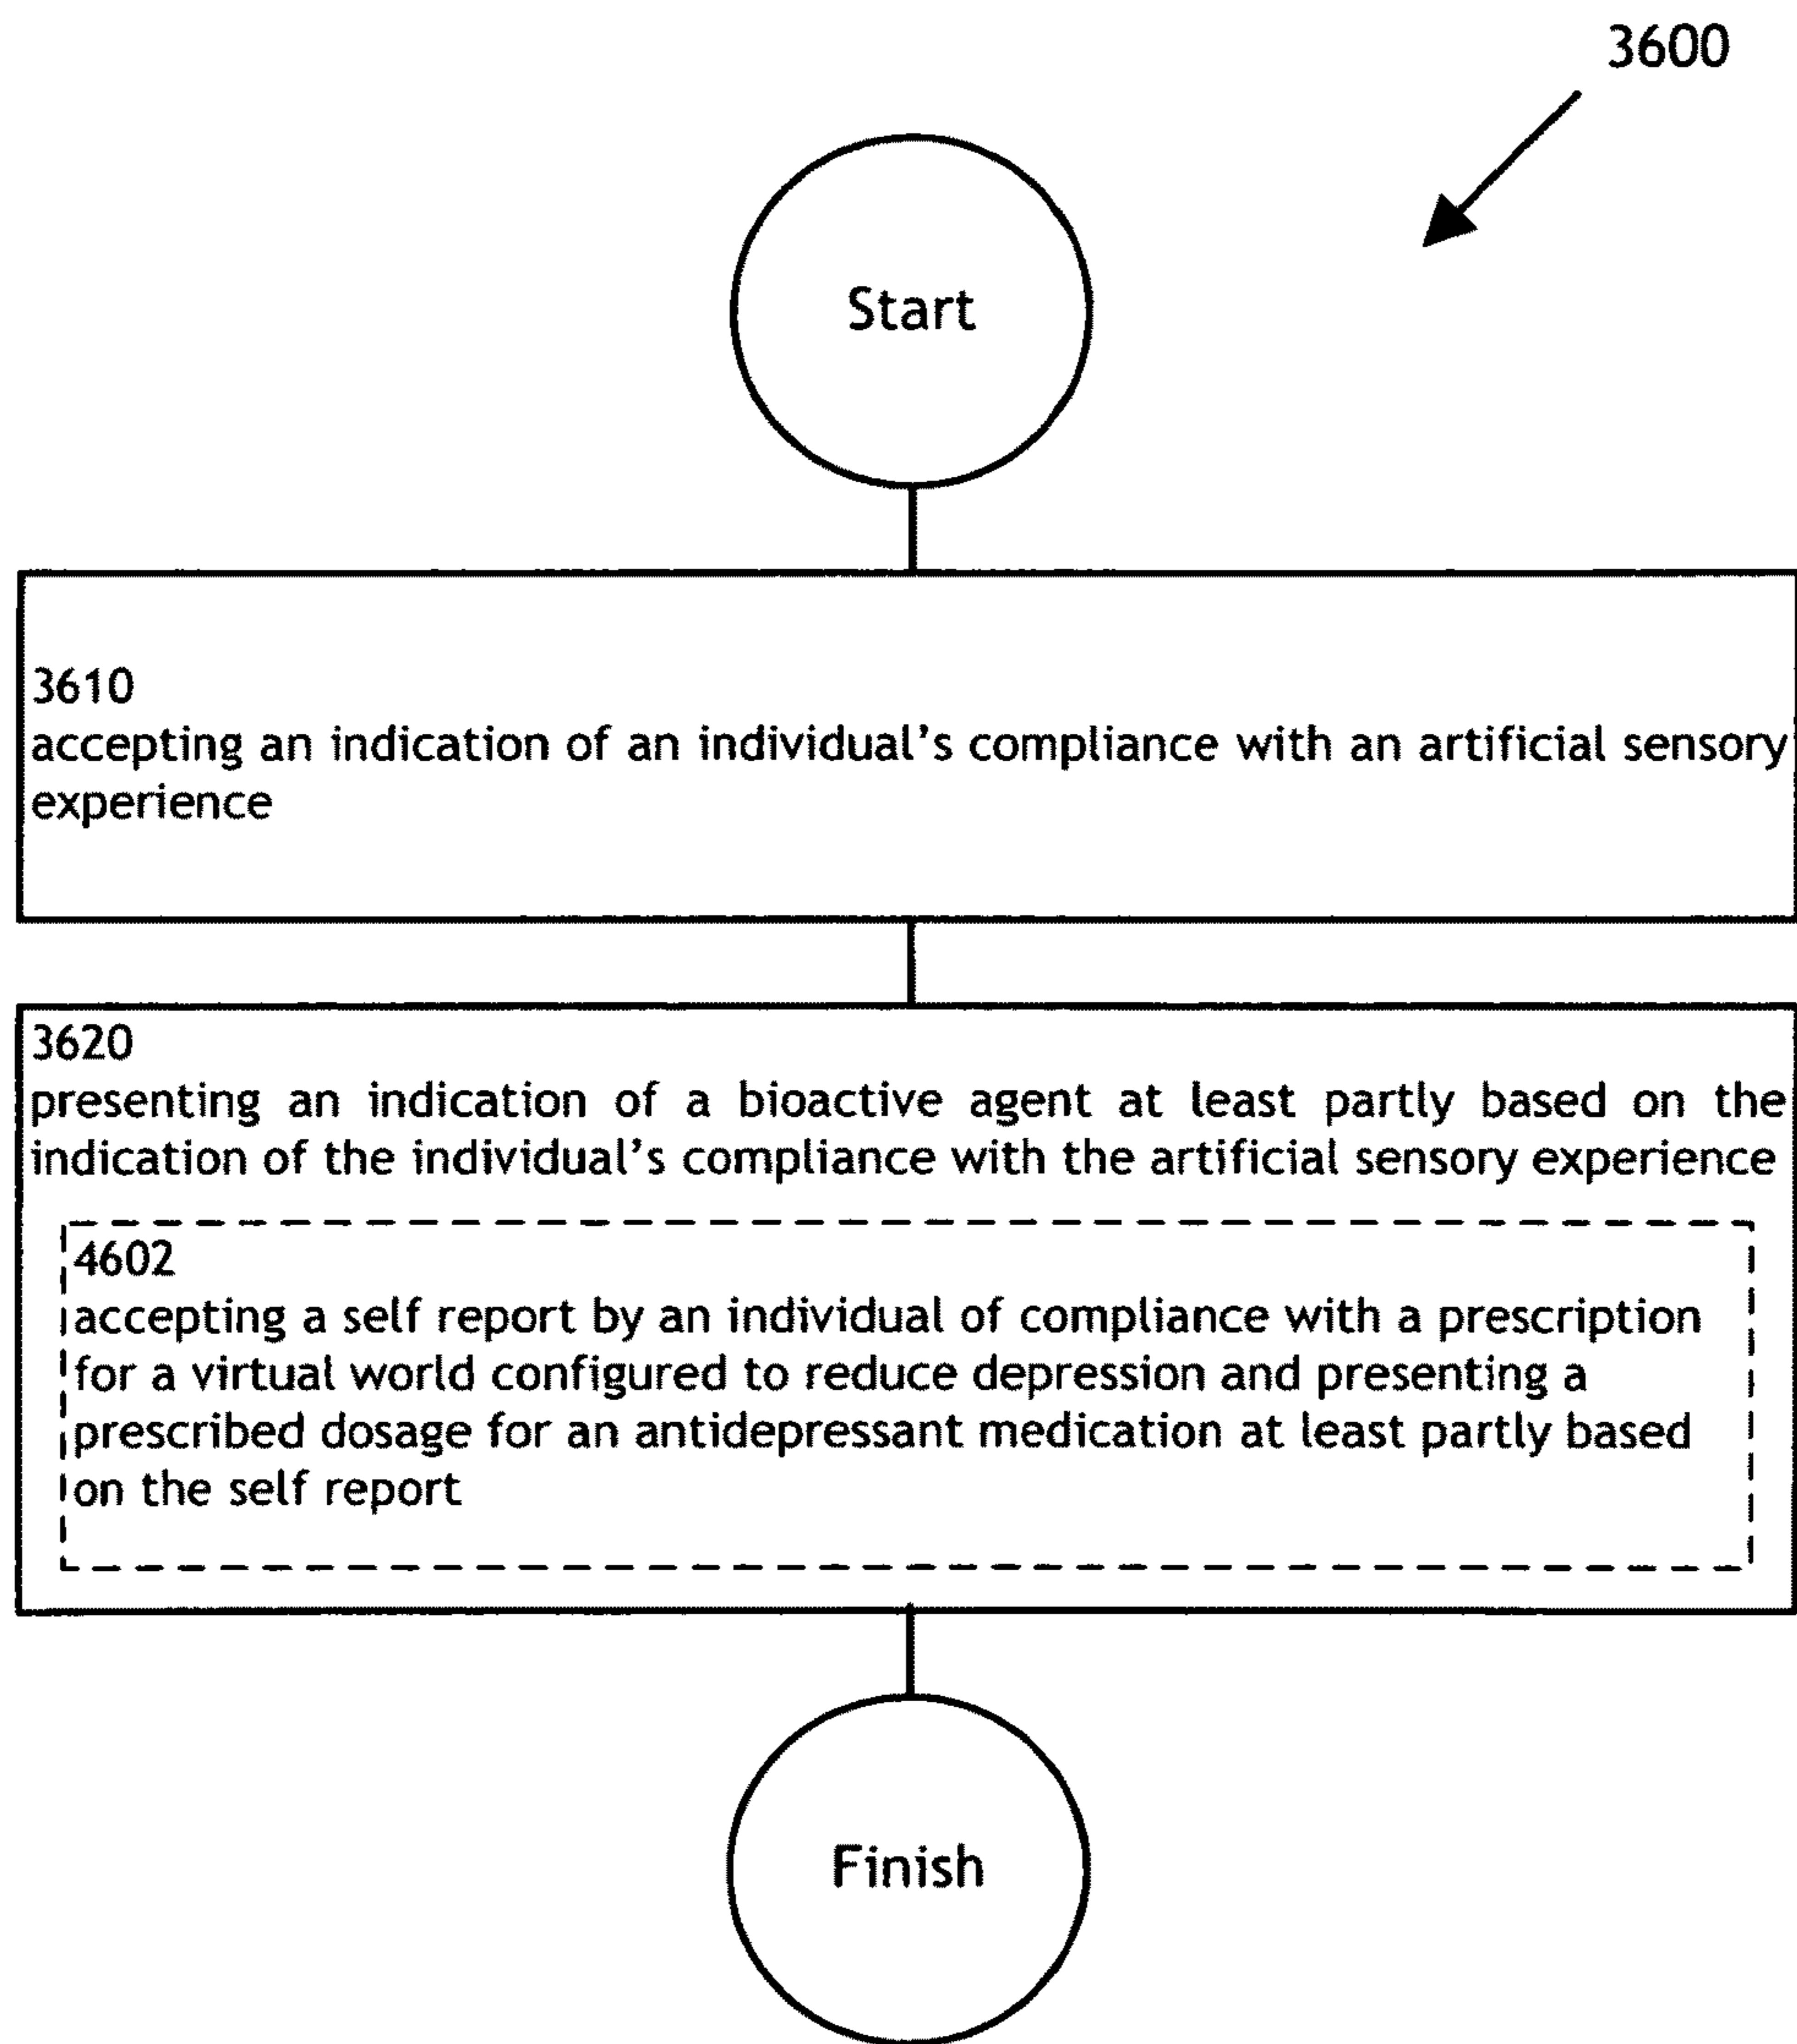 3600
Start
3610
accepting an indication of an individual's compliance with an artificial sensory
experience
3620
presenting an indication of a bioactive agent at least partly based on the
indication of the individual's compliance with the artificial sensory experience
4602
accepting a self report by an individual of compliance with a prescription
for a virtual world configured to reduce depression and presenting a
prescribed dosage for an antidepressant medication at least partly based
on the self report
Finish